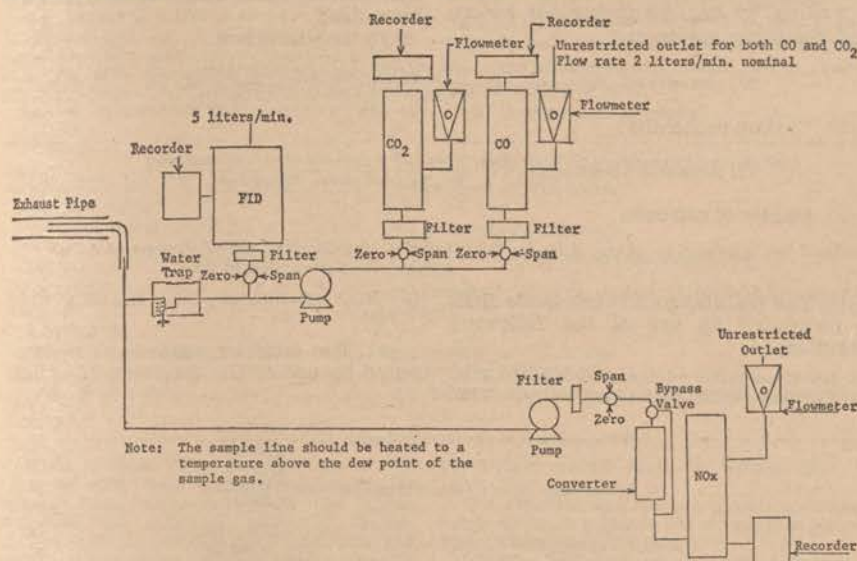 Recorder
Recorder
Flowmeter
Unrestricted outlet for both CO and CO2
Flow rate 2 liters/min. nominal
Flowmeter
5 liters/min.
CO2
CO
Recorder
FID
Exhaust Pipe
Filter
Filter
Filter
Zero
Span
Zero
Span
Water
Trap
Zero
Span
Pump
Unrestricted
Outlet
Filter
Span
Bypass
Valve
Zero
Flowmeter
Pump
Note: The sample line should be heated to a
temperature above the dew point of the
sample gas.
Converter
NOx
Recorder